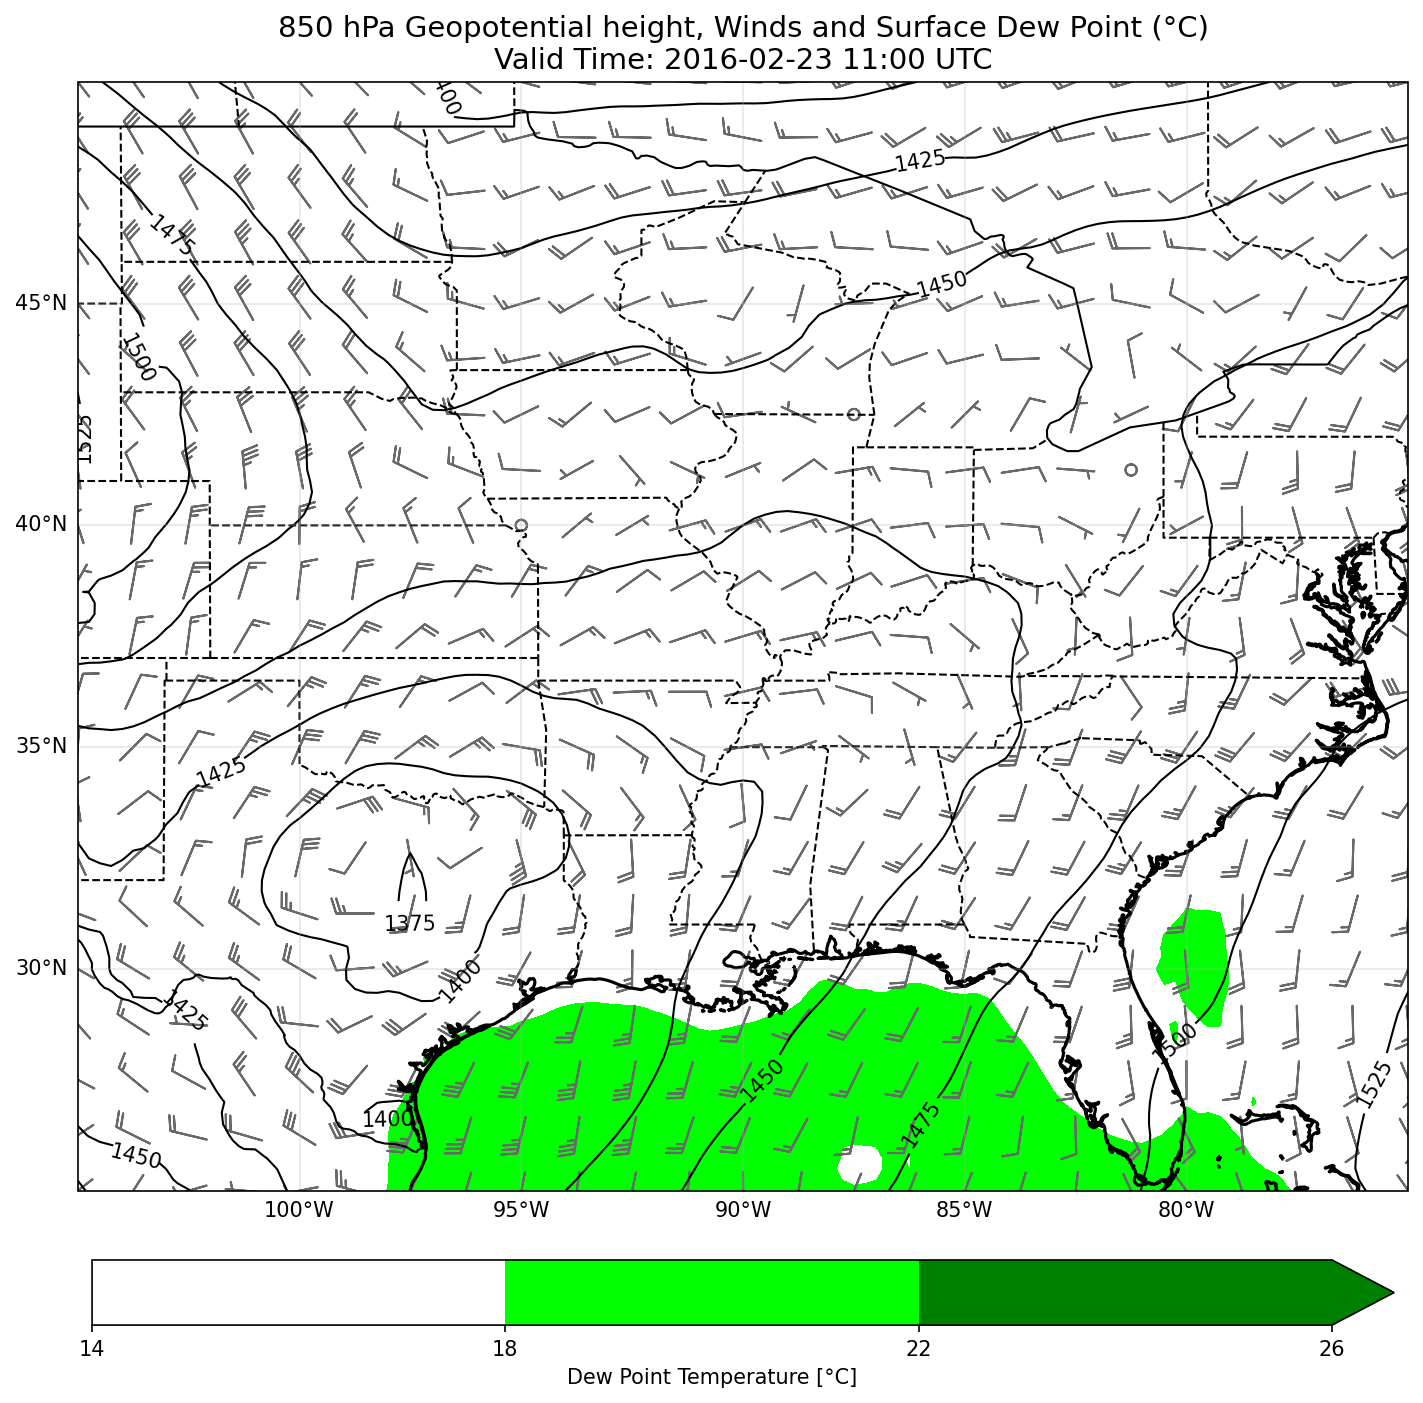 850 hPa Geopotential height, Winds and Surface Dew Point (°C)
Valid Time: 2016-02-23 11:00 UTC
1425
1475
1450
45°N
1500
1525
40°N
35°N
1425
1375
30°N
1400
1425
1500
1450
1525
1475
1400
1450
100°W
95°W
90°W
85°W
80°W
14
18
22
26
Dew Point Temperature [°C]